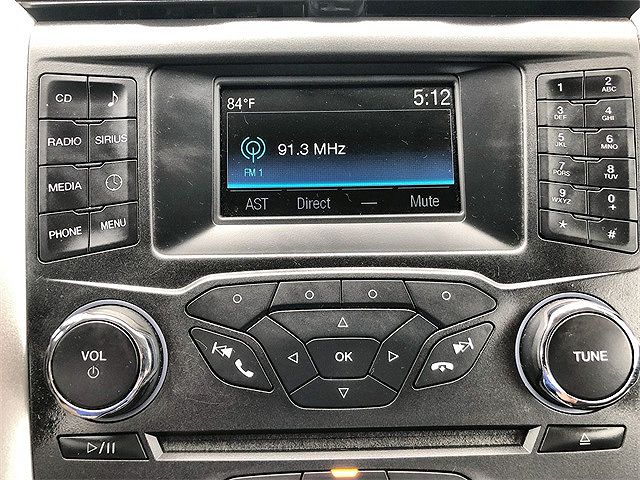 CD
RADIO SIRIUS
MEDIA
PHONE MENU
84°F 5:12
91.3 MHz
FM 1
AST Direct — Mute
1 2 ABC
3 DEF 4 GHI
5 JKL 6 MNO
7 PQRS 8 TUV
9 WXYZ 0 +
* #
VOL
OK
TUNE